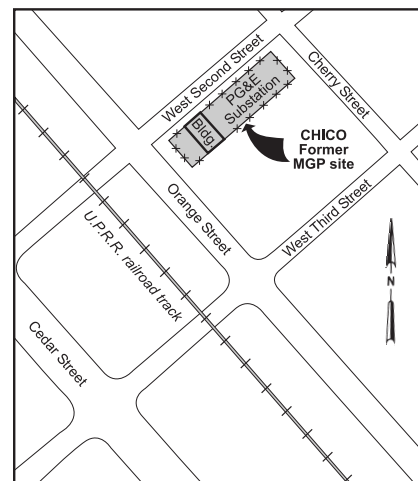 West Second Street
Cherry Street
PG&E
Substation
Bldg
CHICO
Former
MGP site
Orange Street
West Third Street
U.P.R.R. railroad track
N
Cedar Street